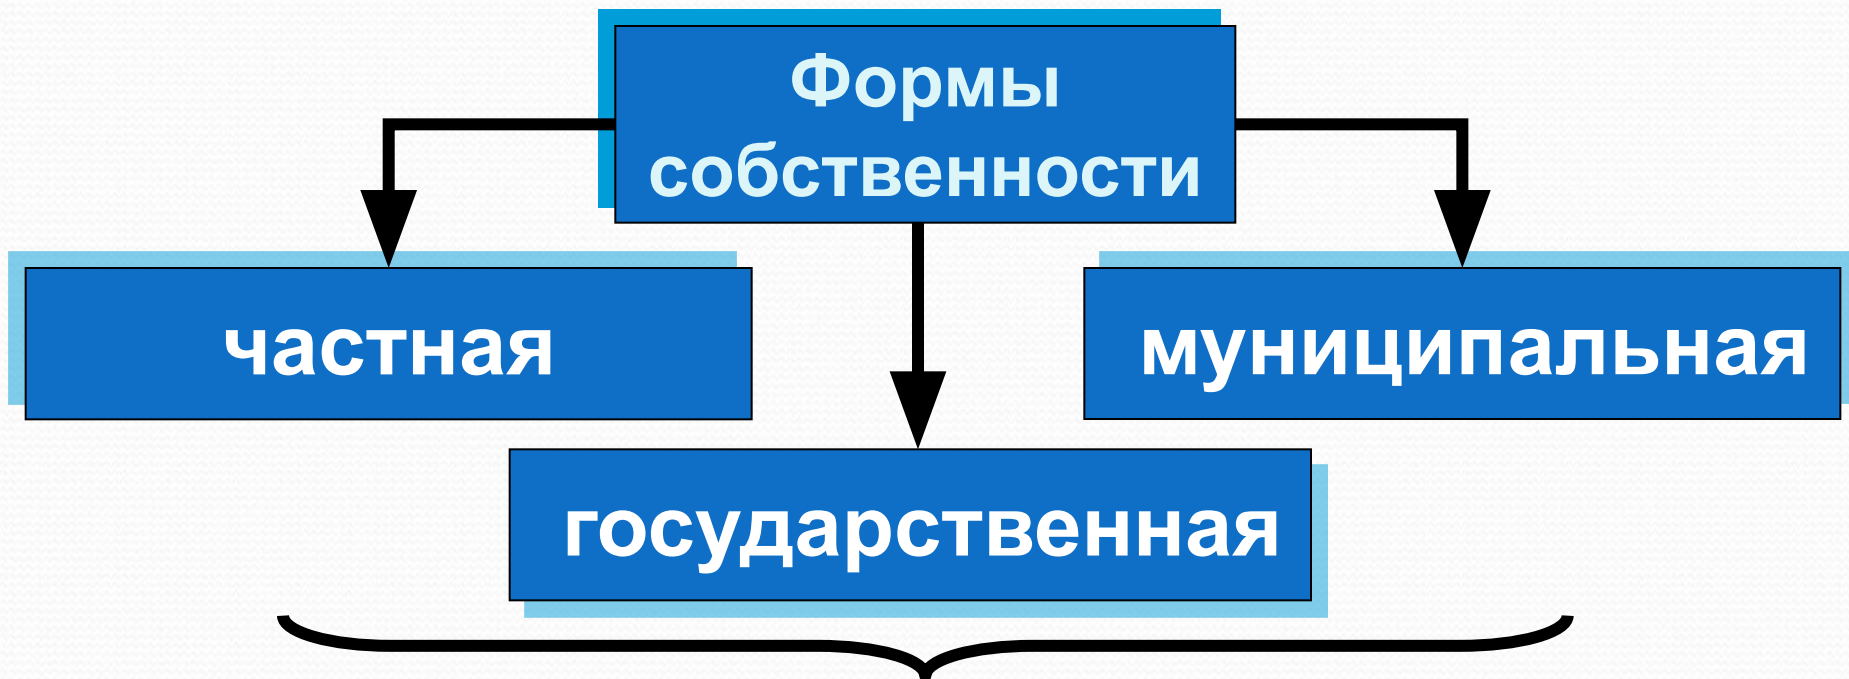 Формы
собственности
частная
муниципальная
государственная